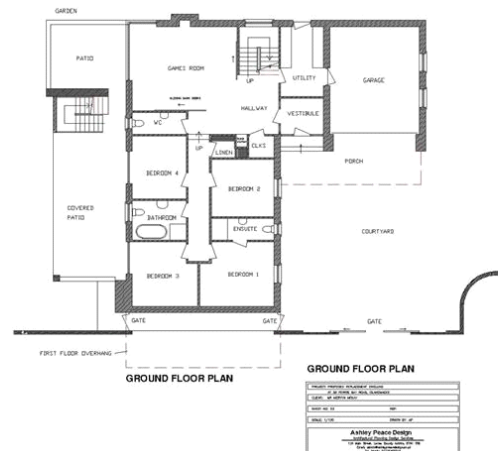 GARDEN
PATIO
GAMES ROOM
UP
UTILITY
GARAGE
HALLWAY
VESTIBULE
WC
UP
LINEN
CLKS
PORCH
BEDROOM 4
BEDROOM 2
COVERED
PATIO
BATHROOM
ENSUITE
COURTYARD
BEDROOM 3
BEDROOM 1
GATE
GATE
GATE
FIRST FLOOR OVERHANG
GROUND FLOOR PLAN
GROUND FLOOR PLAN
Ashley Peace Design